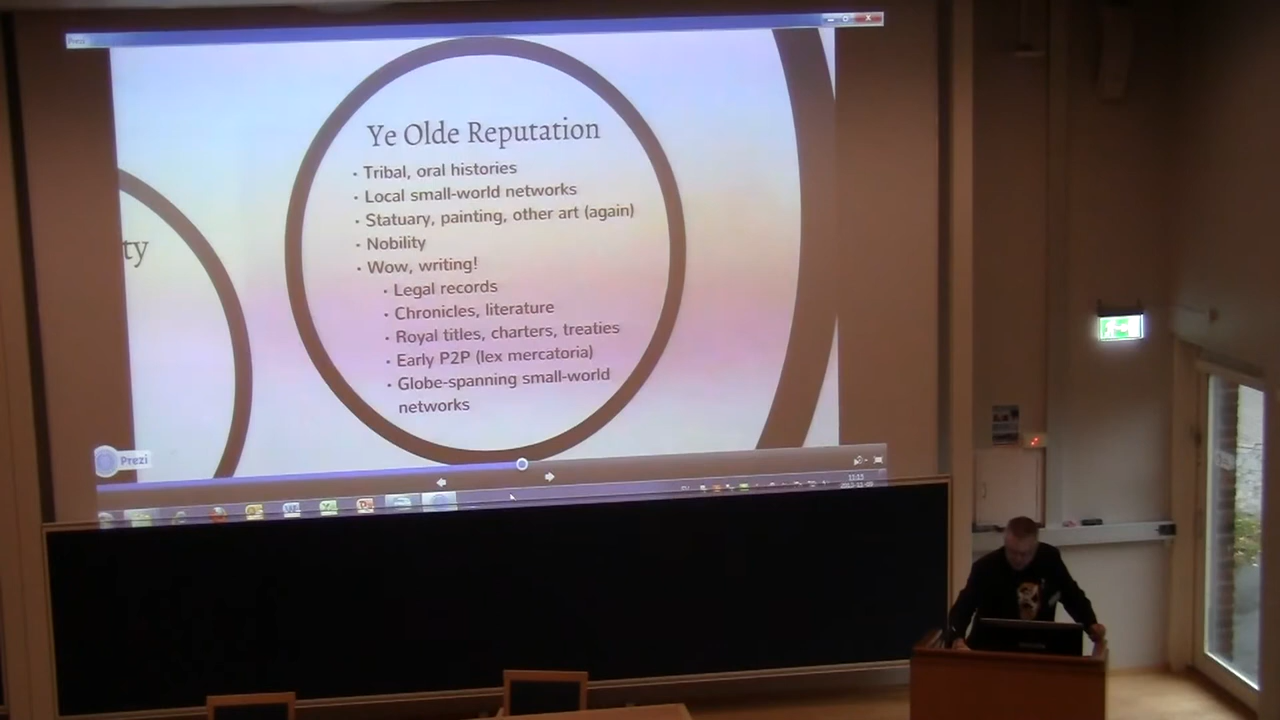 Prezi
Ye Olde Reputation
· Tribal, oral histories
· Local small-world networks
· Statuary, painting, other art (again)
· Nobility
· Wow, writing!
· Legal records
· Chronicles, literature
· Royal titles, charters, treaties
· Early P2P (lex mercatoria)
· Globe-spanning small-world
networks
ty
Prezi
11:15